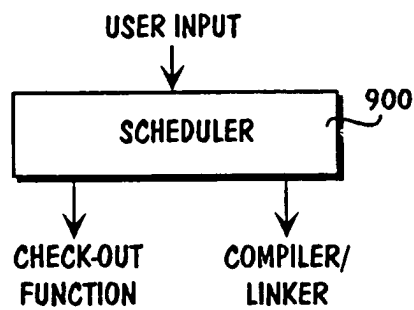 USER INPUT
900
SCHEDULER
CHECK-OUT
FUNCTION
COMPILER/
LINKER